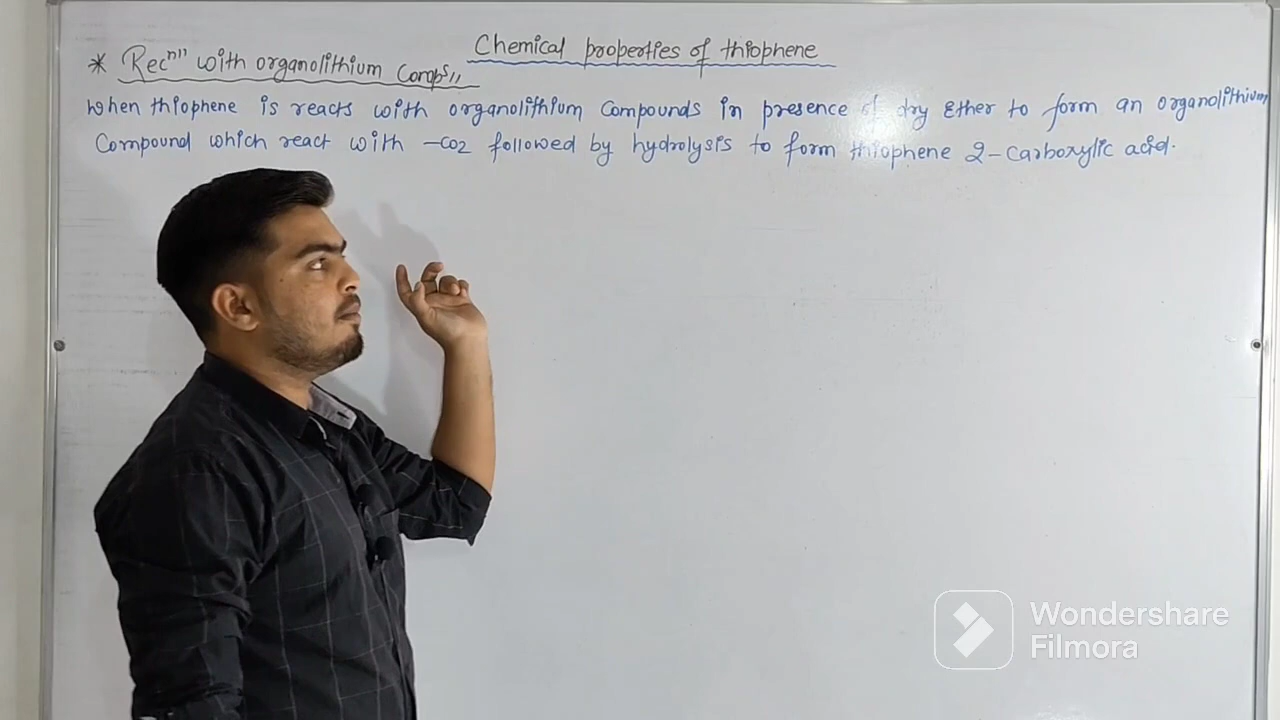 Chemical properties of thiophene
* Recⁿ" with organolithium Comps,,
When thiophene is reacts with organolithium Compounds in presence of dry Ether to form an organolithium
Compound which react with -CO2 followed by hydrolysis to form thiophene 2-Carboxylic acid.
Wondershare
Filmora